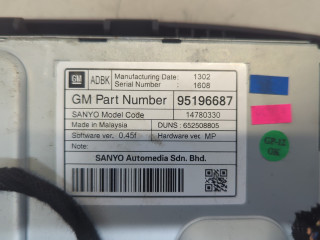 GM ADBK Manufacturing Date: 1302
Serial Number : 1608
GM Part Number 95196687
SANYO Model Code 14780330
Made in Malaysia DUNS : 652508805
Software ver. 0.45f Hardware ver. MP
Note:
SANYO Automedia Sdn. Bhd.